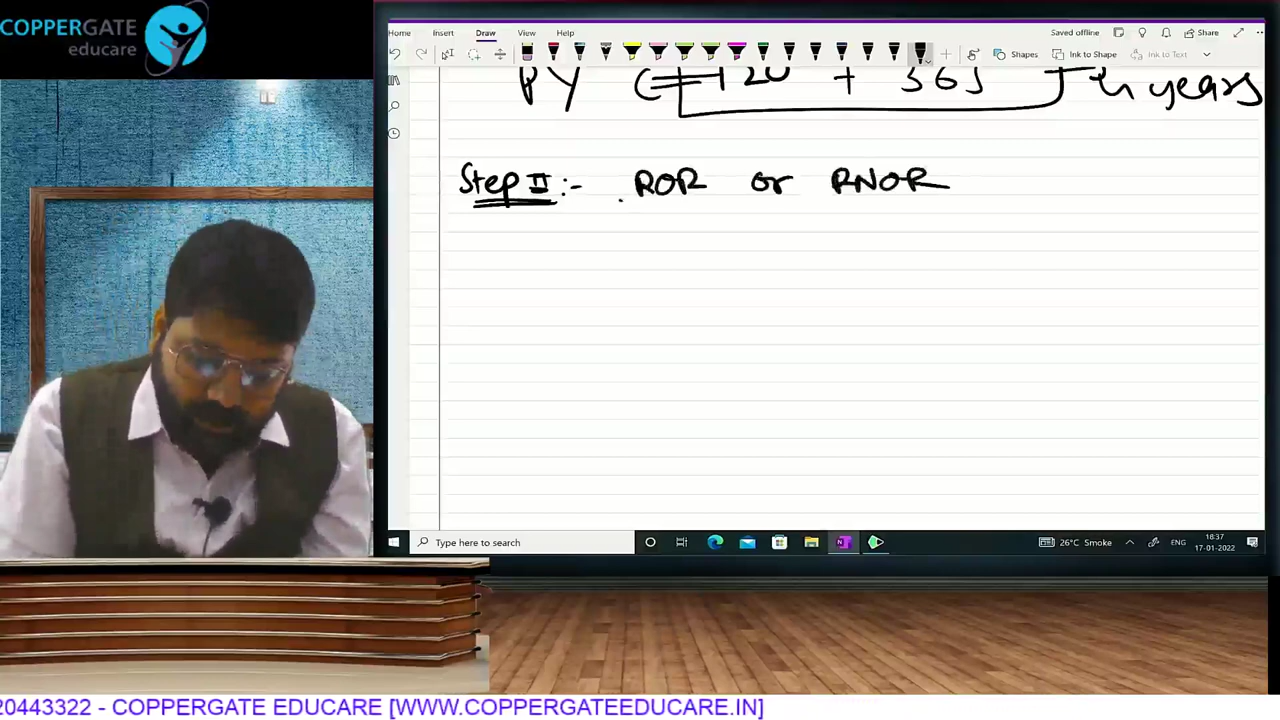 COPPERGATE
educare
Home Insert Draw View Help
Saved offline
Share
Shapes
Ink to Shape
Ink to Text
PY (120 + 365 in 4 years
Step II :- ROR or RNOR
Type here to search
26°C Smoke
ENG
18:37
17-01-2022
20443322 - COPPERGATE EDUCARE [WWW.COPPERGATEEDUCARE.IN]